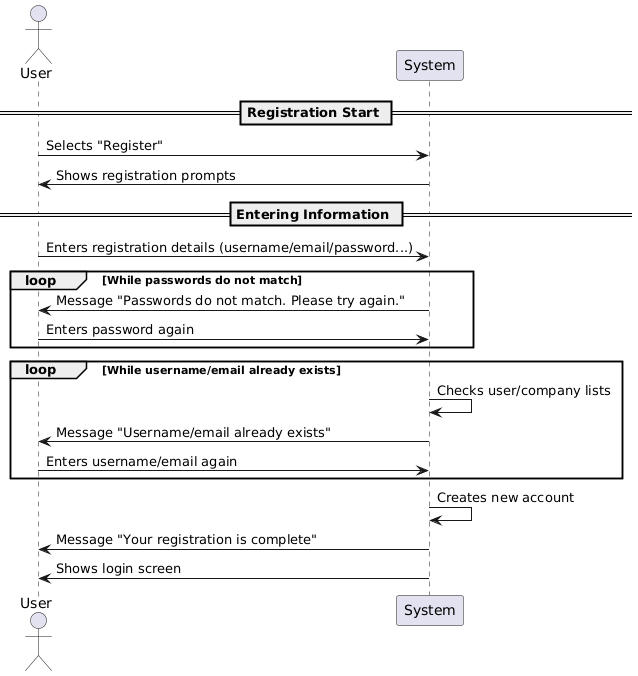 User
System
Registration Start
Selects "Register"
Shows registration prompts
Entering Information
Enters registration details (username/email/password...)
loop [While passwords do not match]
Message "Passwords do not match. Please try again."
Enters password again
loop [While username/email already exists]
Checks user/company lists
Message "Username/email already exists"
Enters username/email again
Creates new account
Message "Your registration is complete"
Shows login screen
User
System